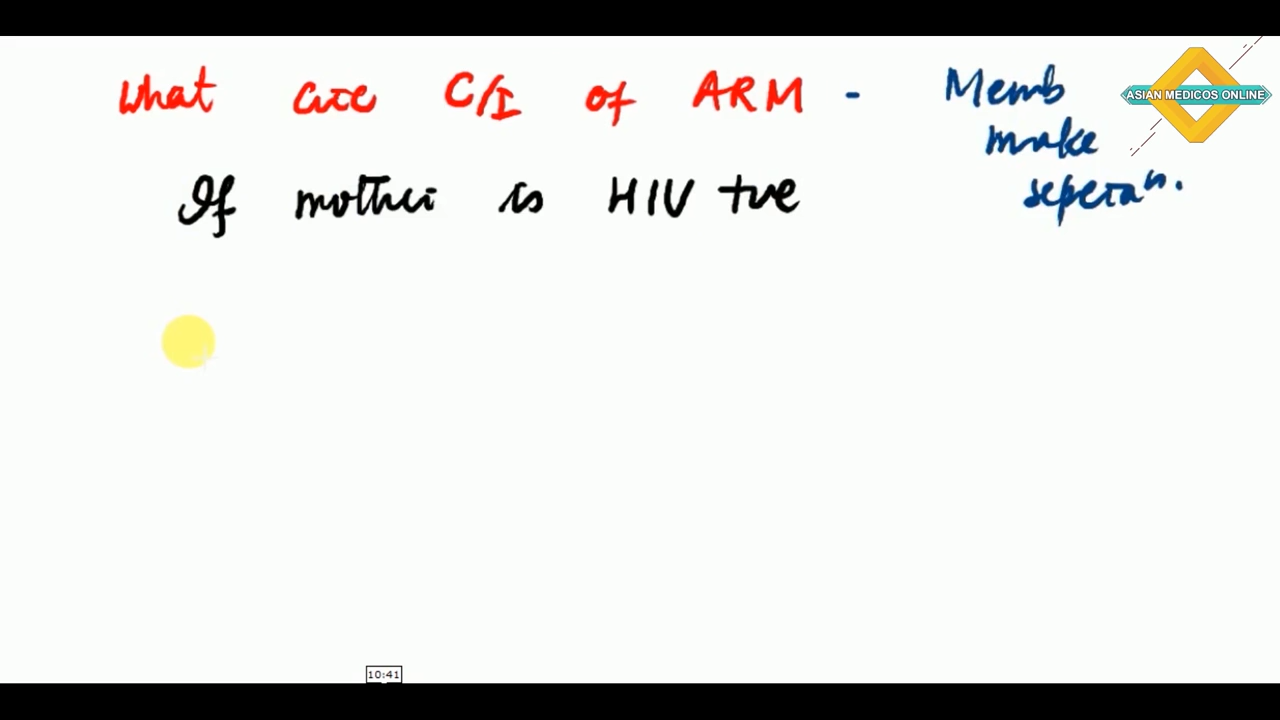 What are C/I of ARM - Memb
make
seperaⁿ.
If mother is HIV +ve
ASIAN MEDICOS ONLINE
10:41